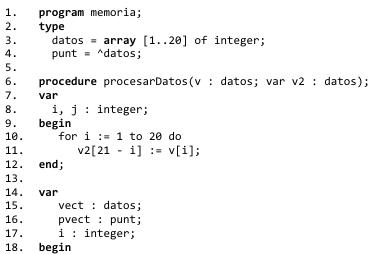 1. program memoria;
2. type
3. datos = array [1..20] of integer;
4. punt = ^datos;
5.
6. procedure procesarDatos(v : datos; var v2 : datos);
7. var
8. i, j : integer;
9. begin
10. for i := 1 to 20 do
11. v2[21 - i] := v[i];
12. end;
13.
14. var
15. vect : datos;
16. pvect : punt;
17. i : integer;
18. begin